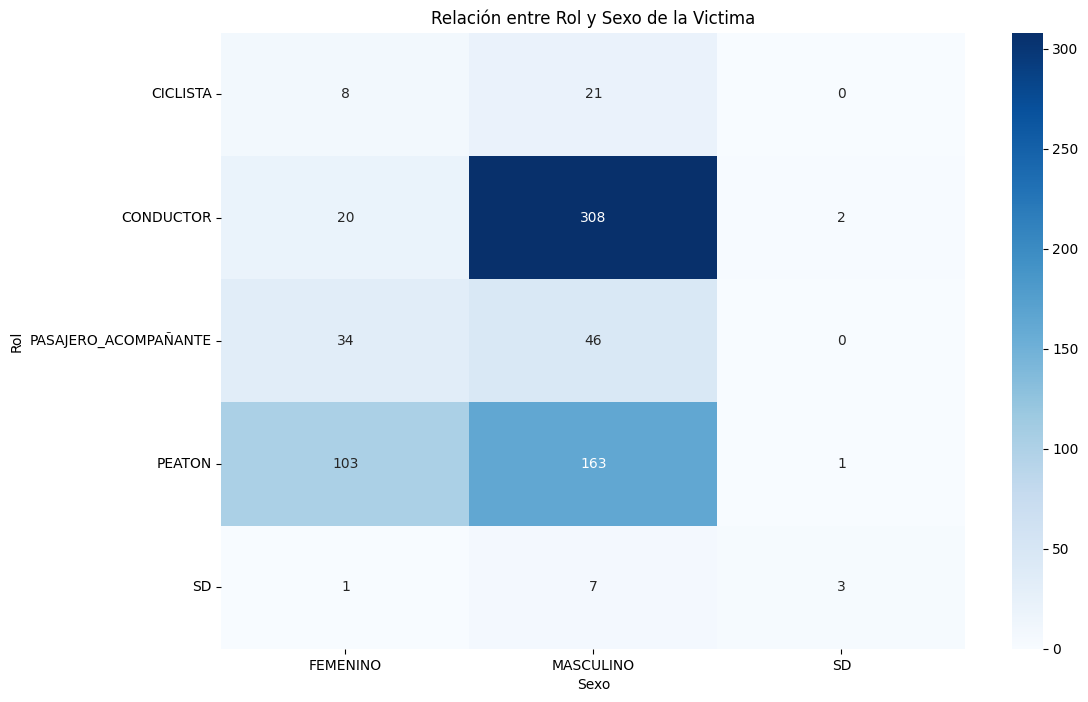 Relación entre Rol y Sexo de la Victima
Rol
CICLISTA 8 21 0
CONDUCTOR 20 308 2
PASAJERO_ACOMPAÑANTE 34 46 0
PEATON 103 163 1
SD 1 7 3
FEMENINO MASCULINO SD
Sexo
300
250
200
150
100
50
0